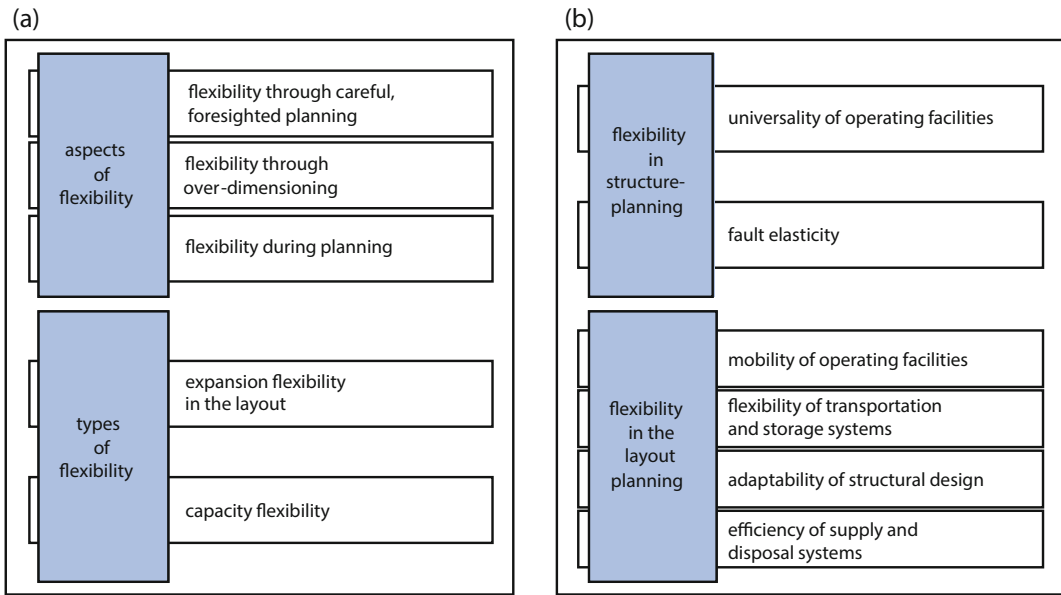 (a)
aspects
of
flexibility
flexibility through careful,
foresighted planning
flexibility through
over-dimensioning
flexibility during planning
types
of
flexibility
expansion flexibility
in the layout
capacity flexibility
(b)
flexibility
in
structure-
planning
universality of operating facilities
fault elasticity
flexibility
in the
layout
planning
mobility of operating facilities
flexibility of transportation
and storage systems
adaptability of structural design
efficiency of supply and
disposal systems